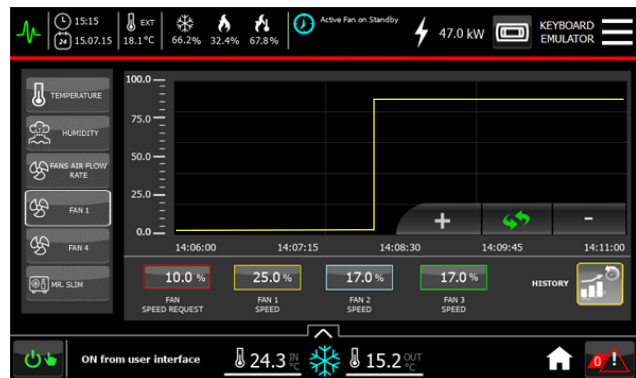 15:15
15.07.15
24
EXT
18.1°C
66.2%
32.4%
67.8%
Active Fan on Standby
47.0 kW
KEYBOARD
EMULATOR
TEMPERATURE
HUMIDITY
FANS AIR FLOW
RATE
FAN 1
FAN 4
MR. SLIM
100.0
75.0
50.0
25.0
0.0
+
-
14:06:00
14:07:15
14:08:30
14:09:45
14:11:00
10.0 %
FAN
SPEED REQUEST
25.0 %
FAN 1
SPEED
17.0 %
FAN 2
SPEED
17.0 %
FAN 3
SPEED
HISTORY
ON from user interface
24.3 IN
°C
15.2 OUT
°C
0
!